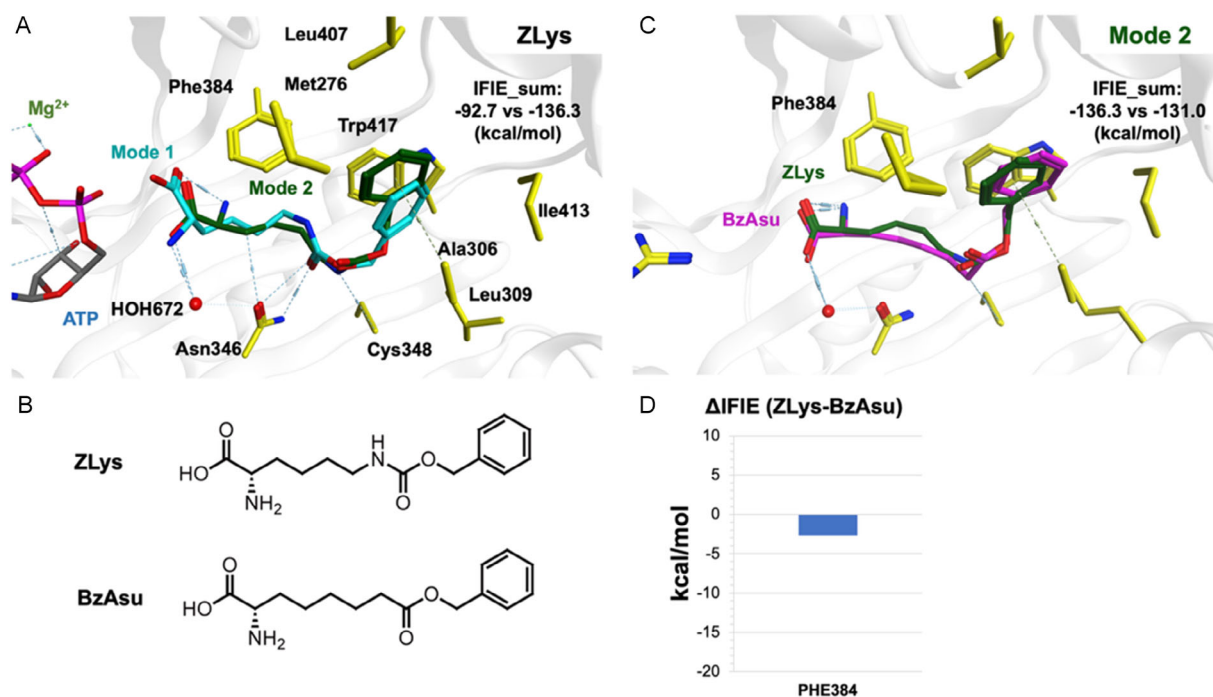 A
Leu407
ZLys
Met276
Phe384
IFIE_sum:
-92.7 vs -136.3
(kcal/mol)
Mg²⁺
Trp417
Mode 1
Mode 2
Ile413
Ala306
HOH672
Leu309
ATP
Asn346
Cys348
C
Mode 2
IFIE_sum:
-136.3 vs -131.0
(kcal/mol)
Phe384
ZLys
BzAsu
B
ZLys
O
HO
NH₂
H
N
O
O
BzAsu
O
HO
NH₂
O
O
D
ΔIFIE (ZLys-BzAsu)
10
5
0
-5
-10
-15
-20
kcal/mol
PHE384